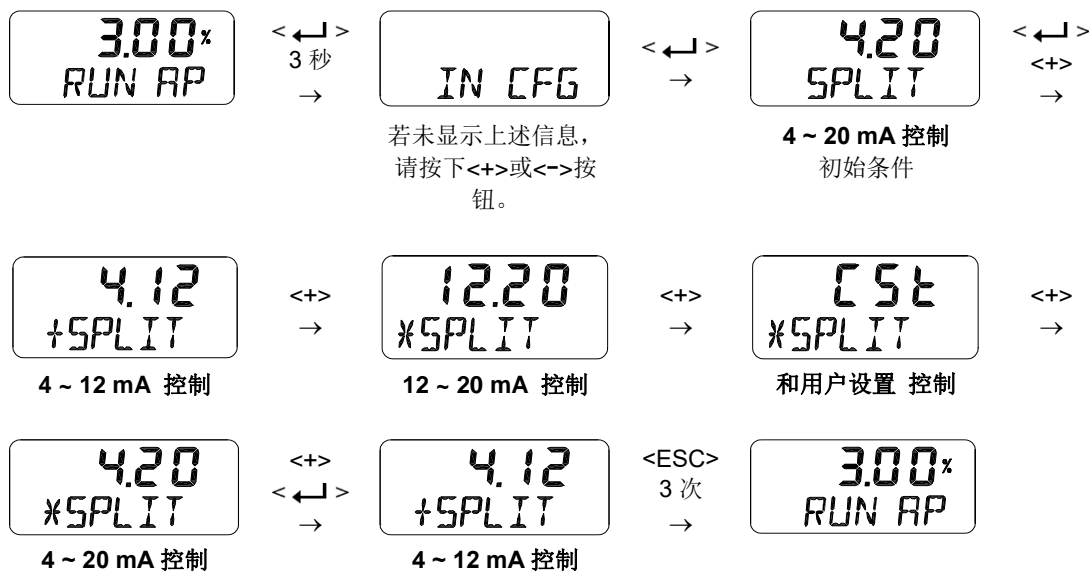 3.00%
RUN AP
< ↵ >
3 秒
→
IN CFG
若未显示上述信息，
请按下<+>或<->按
钮。
< ↵ >
→
4.20
SPLIT
4 ~ 20 mA 控制
初始条件
< ↵ >
<+>
→
4.12
+SPLIT
4 ~ 12 mA 控制
<+>
→
12.20
*SPLIT
12 ~ 20 mA 控制
<+>
→
CSt
*SPLIT
和用户设置 控制
<+>
→
4.20
*SPLIT
4 ~ 20 mA 控制
<+>
< ↵ >
→
4.12
+SPLIT
4 ~ 12 mA 控制
<ESC>
3 次
→
3.00%
RUN AP